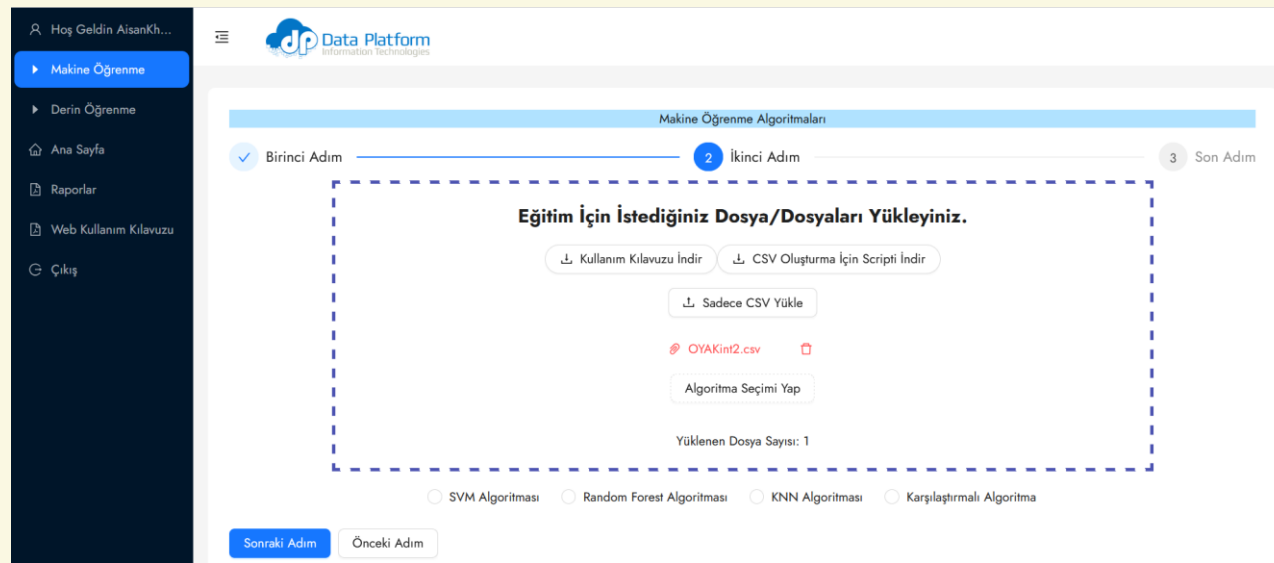 Hoş Geldin AisanKh...
Makine Öğrenme
Derin Öğrenme
Ana Sayfa
Raporlar
Web Kullanım Kılavuzu
Çıkış
dp Data Platform
Information Technologies
Makine Öğrenme Algoritmaları
Birinci Adım
2 İkinci Adım
3 Son Adım
Eğitim İçin İstediğiniz Dosya/Dosyaları Yükleyiniz.
Kullanım Kılavuzu İndir CSV Oluşturma İçin Scripti İndir
Sadece CSV Yükle
OYAKint2.csv
Algoritma Seçimi Yap
Yüklenen Dosya Sayısı: 1
SVM Algoritması Random Forest Algoritması KNN Algoritması Karşılaştırmalı Algoritma
Sonraki Adım Önceki Adım